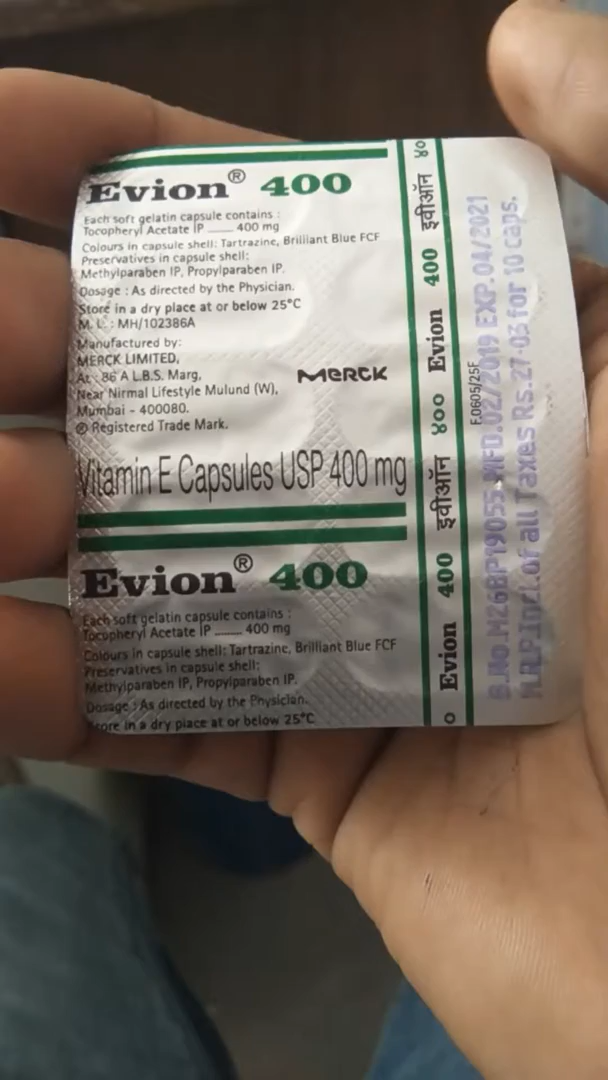 Evion® 400
Each soft gelatin capsule contains :
Tocopheryl Acetate IP ...... 400 mg
Colours in capsule shell: Tartrazine, Brilliant Blue FCF
Preservatives in capsule shell:
Methylparaben IP, Propylparaben IP.
Dosage : As directed by the Physician.
Store in a dry place at or below 25°C
M. L. : MH/102386A
Manufactured by:
MERCK LIMITED,
At : 86 A L.B.S. Marg,
Near Nirmal Lifestyle Mulund (W),
Mumbai - 400080.
® Registered Trade Mark.
MERCK
Vitamin E Capsules USP 400 mg
Evion® 400
Each soft gelatin capsule contains :
Tocopheryl Acetate IP ........ 400 mg
Colours in capsule shell: Tartrazine, Brilliant Blue FCF
Preservatives in capsule shell:
Methylparaben IP, Propylparaben IP.
Dosage : As directed by the Physician.
Store in a dry place at or below 25°C
० Evion 400 इवीऑन ४०० Evion 400 इवीऑन ४०
F.0605/25F
B.No.M26BP19055 MFD.02/2019 EXP.04/2021
M.R.P.Incl.of all Taxes Rs.27·03 for 10 caps.